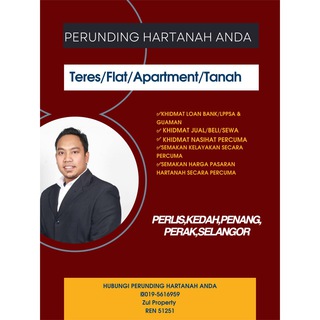 PERUNDING HARTANAH ANDA
Teres/Flat/Apartment/Tanah
✅KHIDMAT LOAN BANK/LPPSA &
GUAMAN
✅ KHIDMAT JUAL/BELI/SEWA
✅ KHIDMAT NASIHAT PERCUMA
✅SEMAKAN KELAYAKAN SECARA
PERCUMA
✅SEMAKAN HARGA PASARAN
HARTANAH SECARA PERCUMA
PERLIS,KEDAH,PENANG,
PERAK,SELANGOR
HUBUNGI PERUNDING HARTANAH ANDA
019-5616959
Zul Property
REN 51251